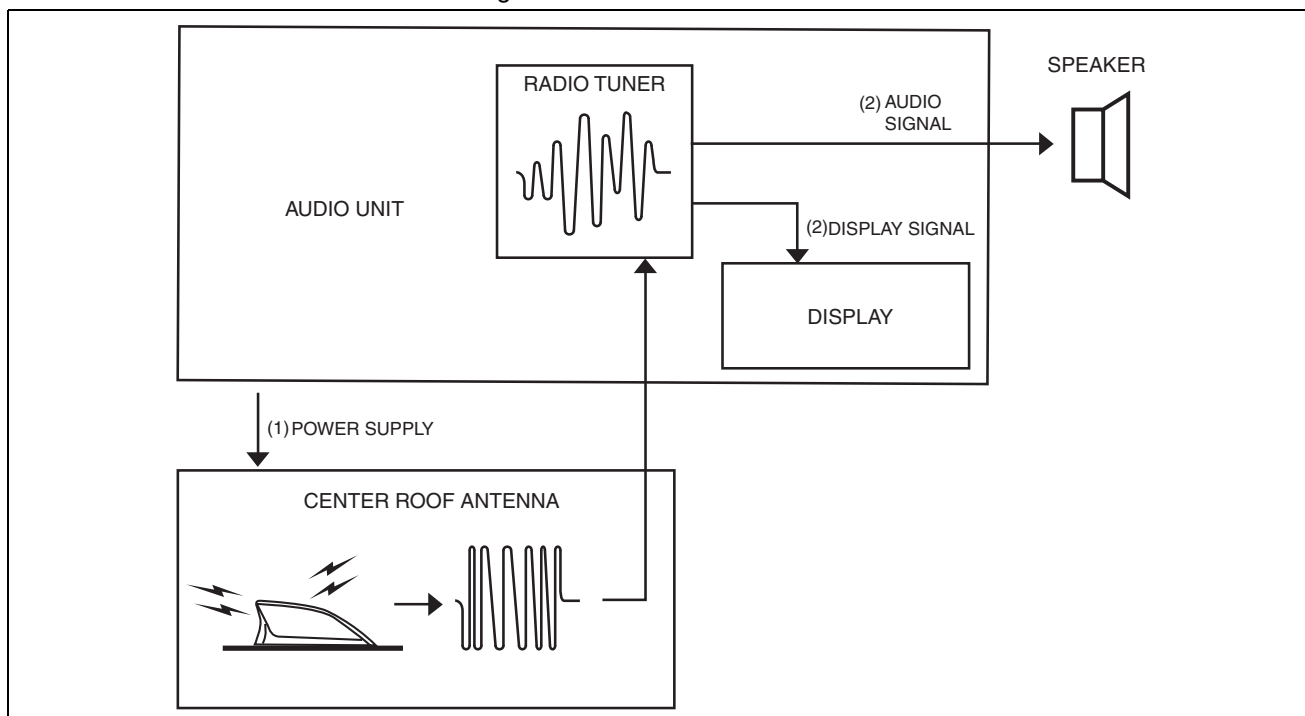 RADIO TUNER
SPEAKER
(2) AUDIO
SIGNAL
AUDIO UNIT
(2)DISPLAY SIGNAL
DISPLAY
(1)POWER SUPPLY
CENTER ROOF ANTENNA